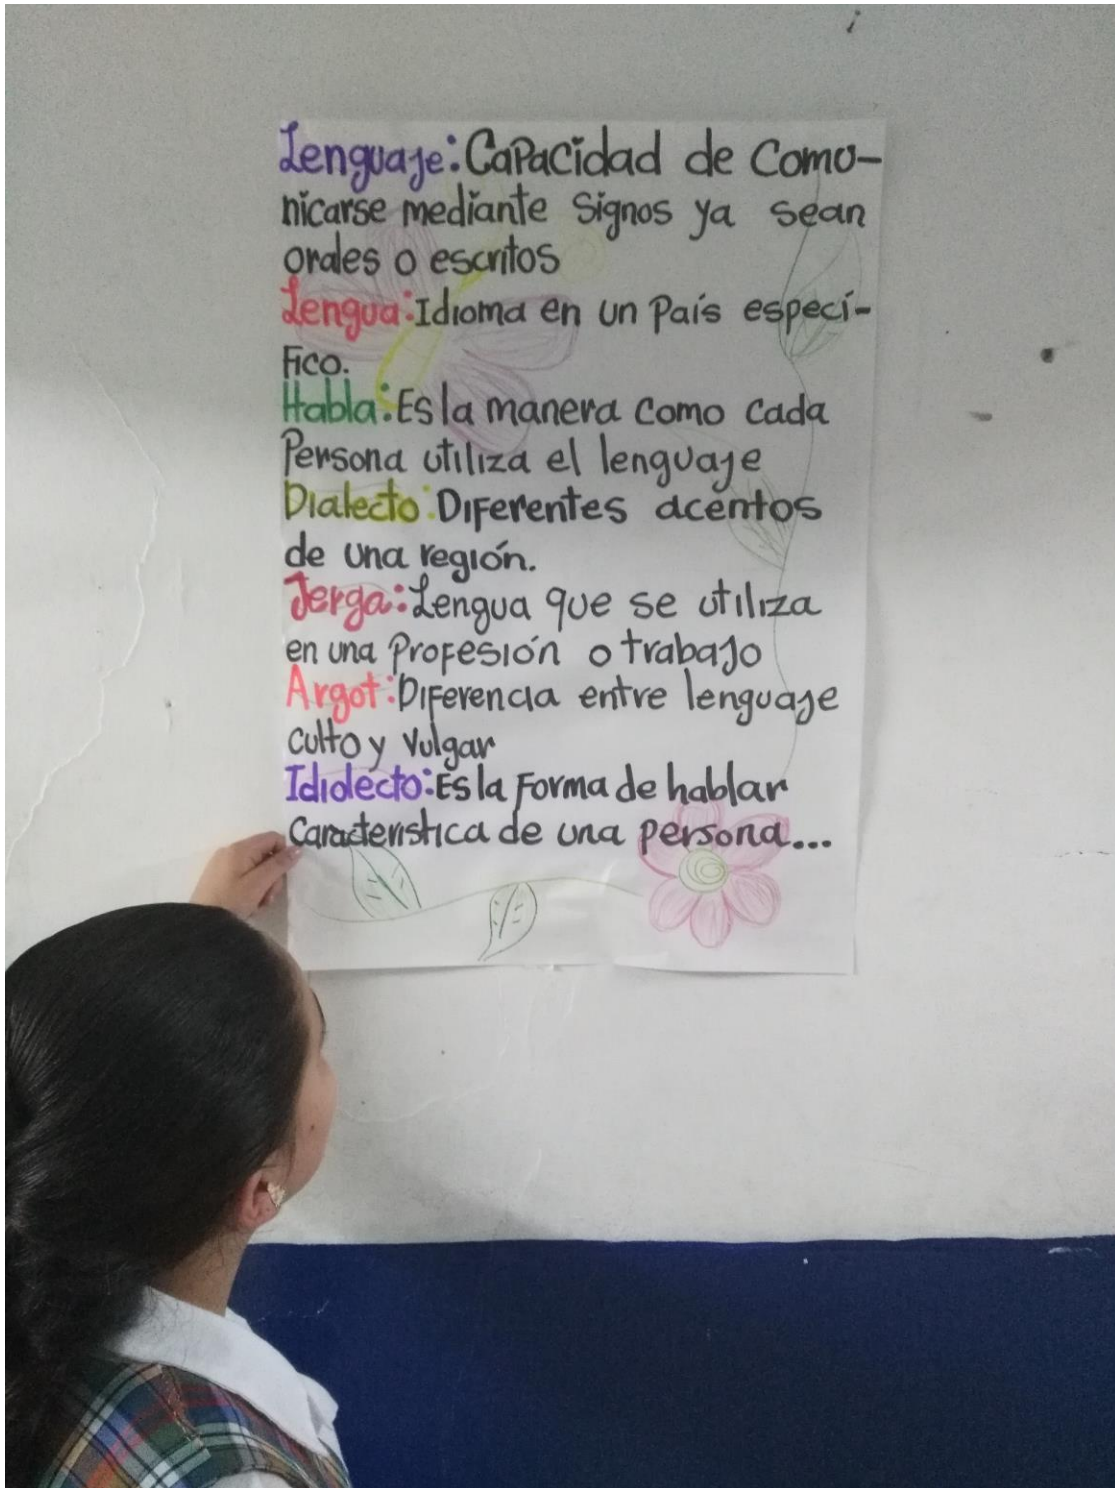 Lenguaje: Capacidad de Comu-
nicarse mediante Signos ya sean
orales o escritos
Lengua: Idioma en un País especí-
fico.
Habla: Es la manera como cada
Persona utiliza el lenguaje
Dialecto: Diferentes acentos
de una región.
Jerga: Lengua que se utiliza
en una Profesión o trabajo
Argot: Diferencia entre lenguaje
culto y vulgar
Idiolecto: Es la forma de hablar
Característica de una persona...